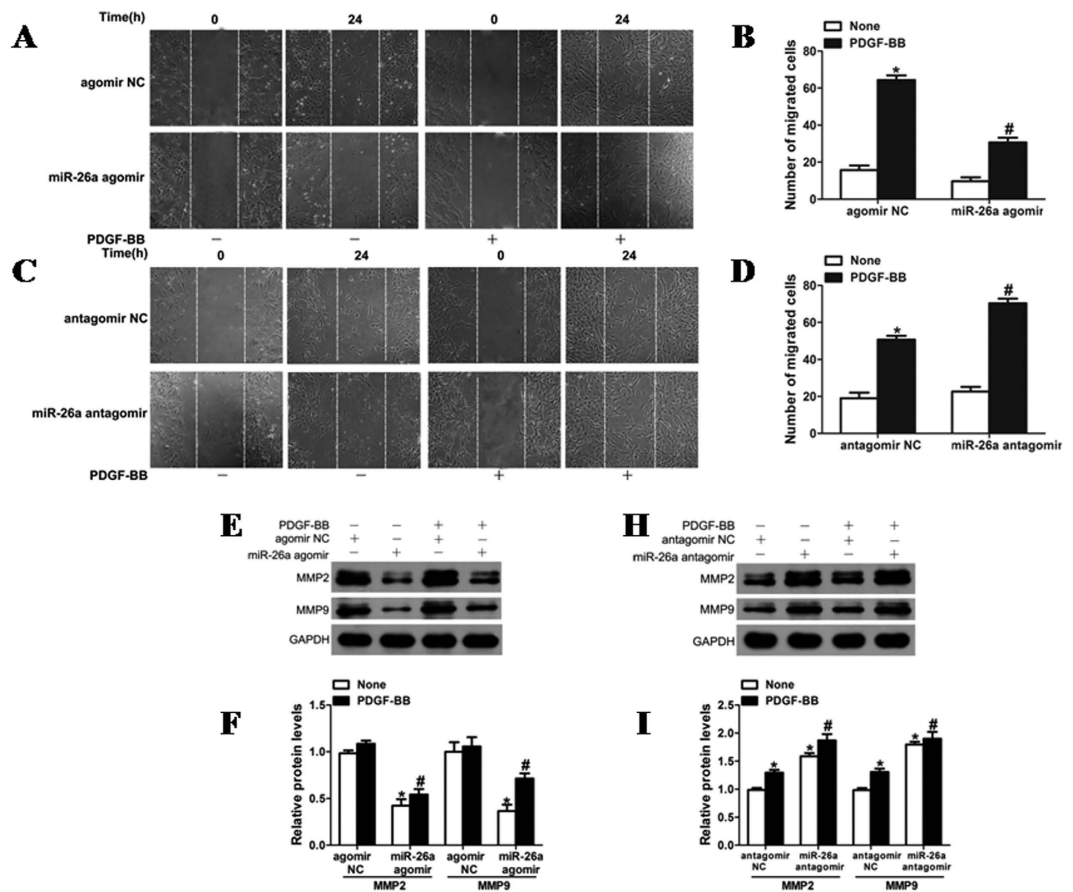 A
Time(h) 0 24 0 24
agomir NC
miR-26a agomir
PDGF-BB – – + +
B
None
PDGF-BB
Number of migrated cells
80
60
40
20
0
*
#
agomir NC miR-26a agomir
C
Time(h) 0 24 0 24
antagomir NC
miR-26a antagomir
PDGF-BB – – + +
D
None
PDGF-BB
Number of migrated cells
80
60
40
20
0
*
#
antagomir NC miR-26a antagomir
E
PDGF-BB – – + +
agomir NC + – + –
miR-26a agomir – + – +
MMP2
MMP9
GAPDH
H
PDGF-BB – – + +
antagomir NC + – + –
miR-26a antagomir – + – +
MMP2
MMP9
GAPDH
F
None
PDGF-BB
Relative protein levels
1.5
1.0
0.5
0.0
* # * #
agomir NC miR-26a agomir agomir NC miR-26a agomir
MMP2 MMP9
I
None
PDGF-BB
Relative protein levels
2.5
2.0
1.5
1.0
0.5
0.0
* * # * * #
antagomir NC miR-26a antagomir antagomir NC miR-26a antagomir
MMP2 MMP9